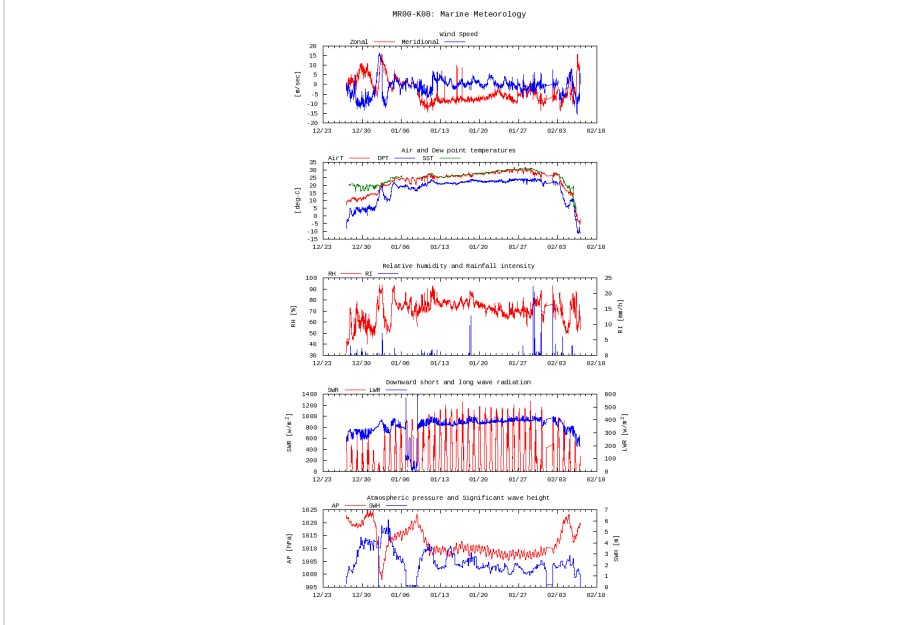 MR00-K08: Marine Meteorology
Wind Speed
Zonal Meridional
20
15
10
5
0
-5
-10
-15
-20
[m/sec]
12/23 12/30 01/06 01/13 01/20 01/27 02/03 02/10
Air and Dew point temperatures
AirT DPT SST
35
30
25
20
15
10
5
0
-5
-10
-15
[deg-C]
12/23 12/30 01/06 01/13 01/20 01/27 02/03 02/10
Relative humidity and Rainfall intensity
RH RI
100 25
90
80 20
70 15
60 10
50
40 5
30 0
RH [%]
RI [mm/h]
12/23 12/30 01/06 01/13 01/20 01/27 02/03 02/10
Downward short and long wave radiation
SWR LWR
1400 600
1200 500
1000 400
800 300
600
400 200
200 100
0 0
SWR [w/m²]
LWR [w/m²]
12/23 12/30 01/06 01/13 01/20 01/27 02/03 02/10
Atmospheric pressure and Significant wave height
AP SWH
1025 7
1020 6
1015 5
1010 4
1005 3
1000 2
995 1
0
AP [hPa]
SWH [m]
12/23 12/30 01/06 01/13 01/20 01/27 02/03 02/10